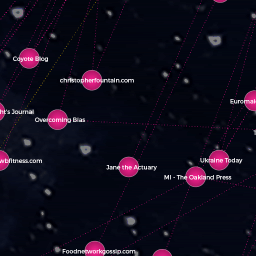 Coyote Blog
christopherfountain.com
ht's Journal
Euromai
Overcoming Bias
wbfitness.com
Ukraine Today
Jane the Actuary
MI - The Oakland Press
Foodnetworkgossip.com